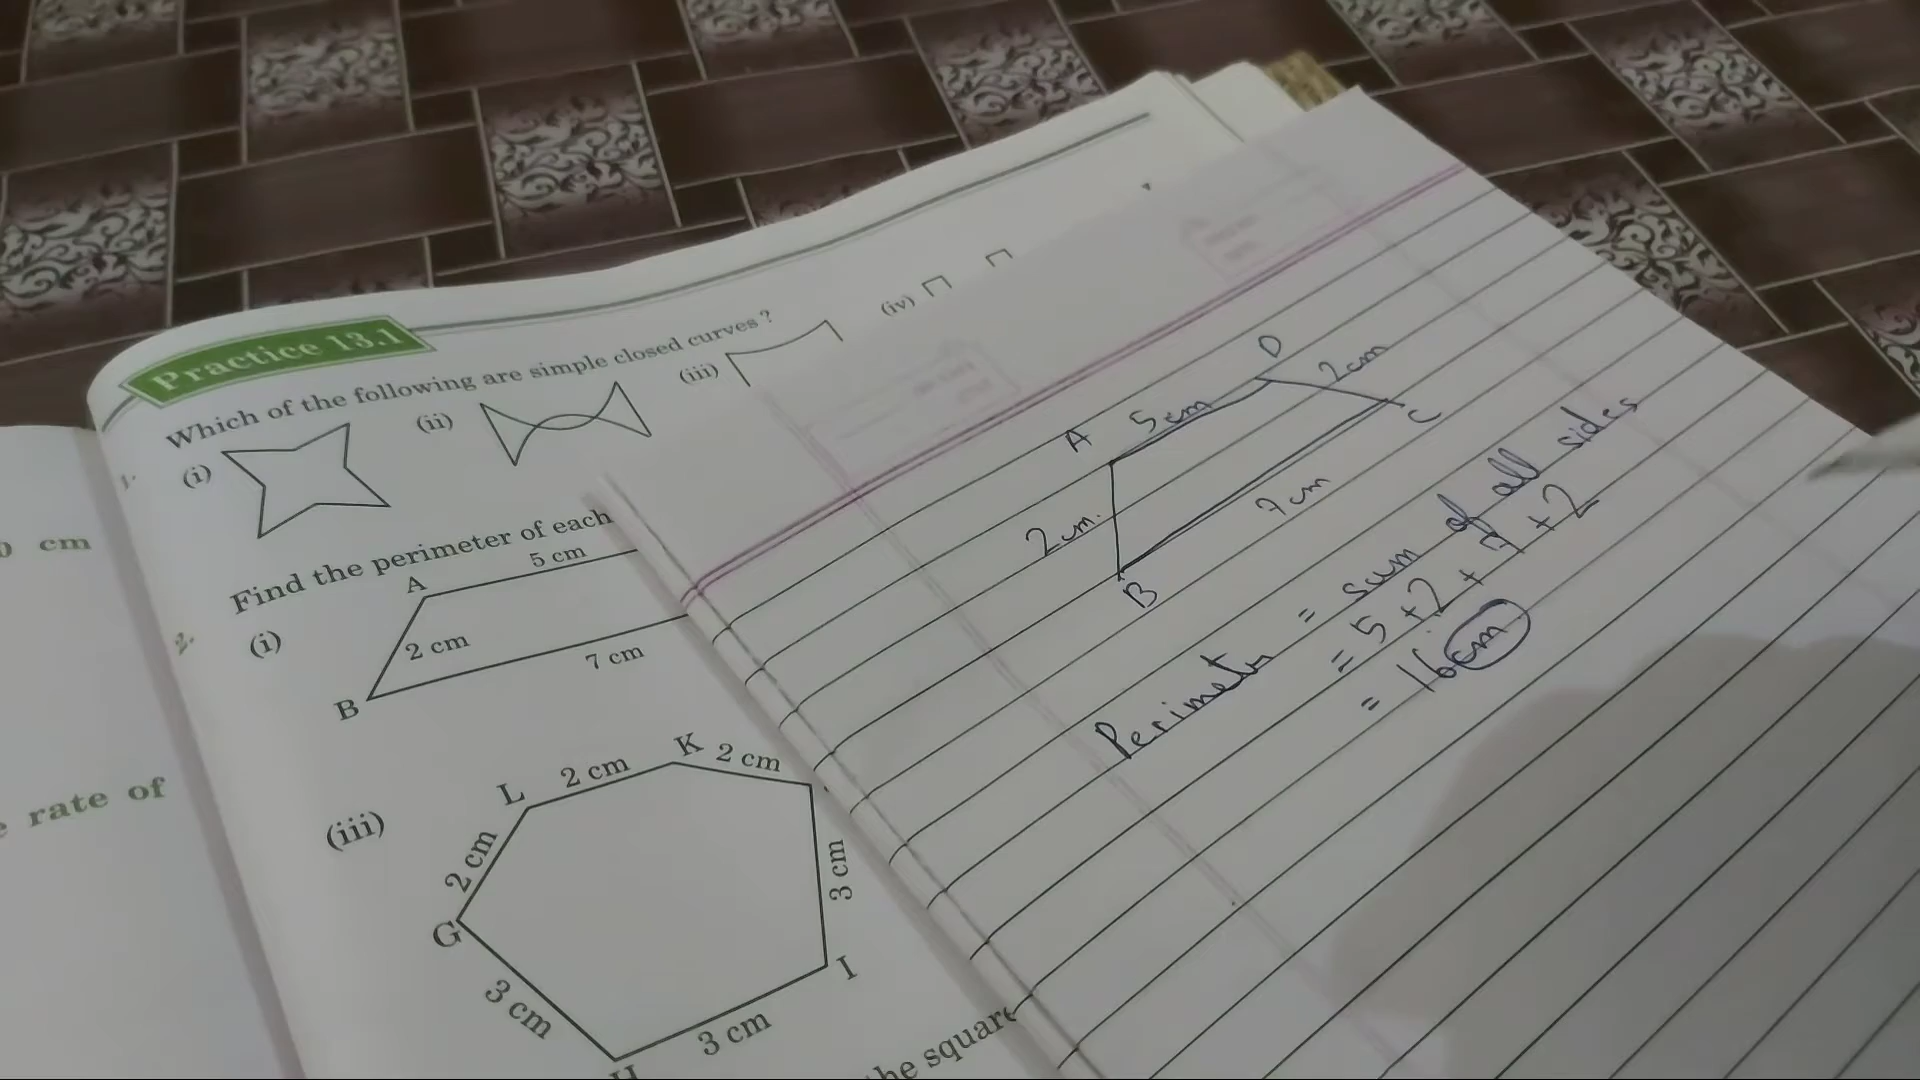 Practice 13.1
1. Which of the following are simple closed curves ?
(i) (ii) (iii) (iv)
2. Find the perimeter of each
(i) A 5 cm
2 cm
B 7 cm
(iii) L 2 cm K 2 cm
2 cm
3 cm
G
I
3 cm
3 cm
H
he square
0 cm
rate of
A 5cm D 2cm
C
2cm.
7cm
B
Perimetr = sum of all sides
= 5 +2 + 7 +2
= 16cm